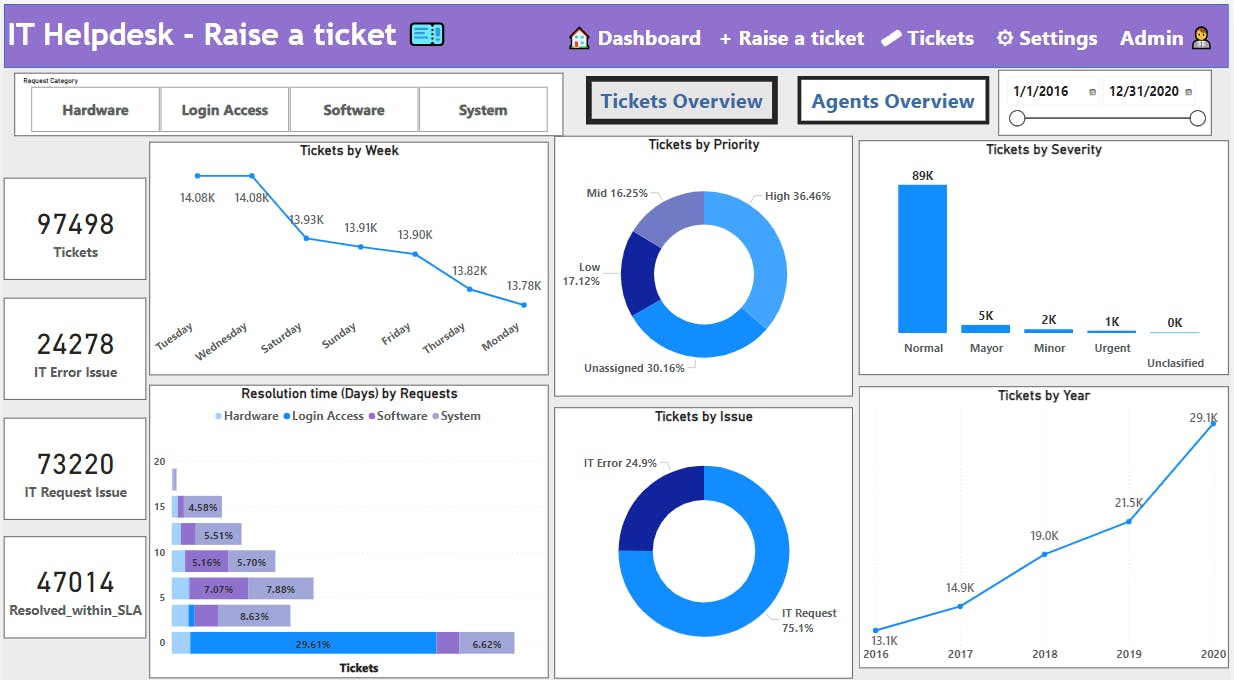 IT Helpdesk - Raise a ticket
Dashboard
+ Raise a ticket
Tickets
Settings
Admin
Request Category
Hardware
Login Access
Software
System
Tickets Overview
Agents Overview
1/1/2016
12/31/2020
97498
Tickets
24278
IT Error Issue
73220
IT Request Issue
47014
Resolved_within_SLA
Tickets by Week
14.08K
14.08K
13.93K
13.91K
13.90K
13.82K
13.78K
Tuesday
Wednesday
Saturday
Sunday
Friday
Thursday
Monday
Tickets by Priority
Mid 16.25%
High 36.46%
Low
17.12%
Unassigned 30.16%
Tickets by Severity
89K
5K
2K
1K
0K
Normal
Mayor
Minor
Urgent
Unclasified
Resolution time (Days) by Requests
Hardware
Login Access
Software
System
20
15
10
5
0
4.58%
5.51%
5.16%
5.70%
7.07%
7.88%
8.63%
29.61%
6.62%
Tickets
Tickets by Issue
IT Error 24.9%
IT Request
75.1%
Tickets by Year
29.1K
21.5K
19.0K
14.9K
13.1K
2016
2017
2018
2019
2020